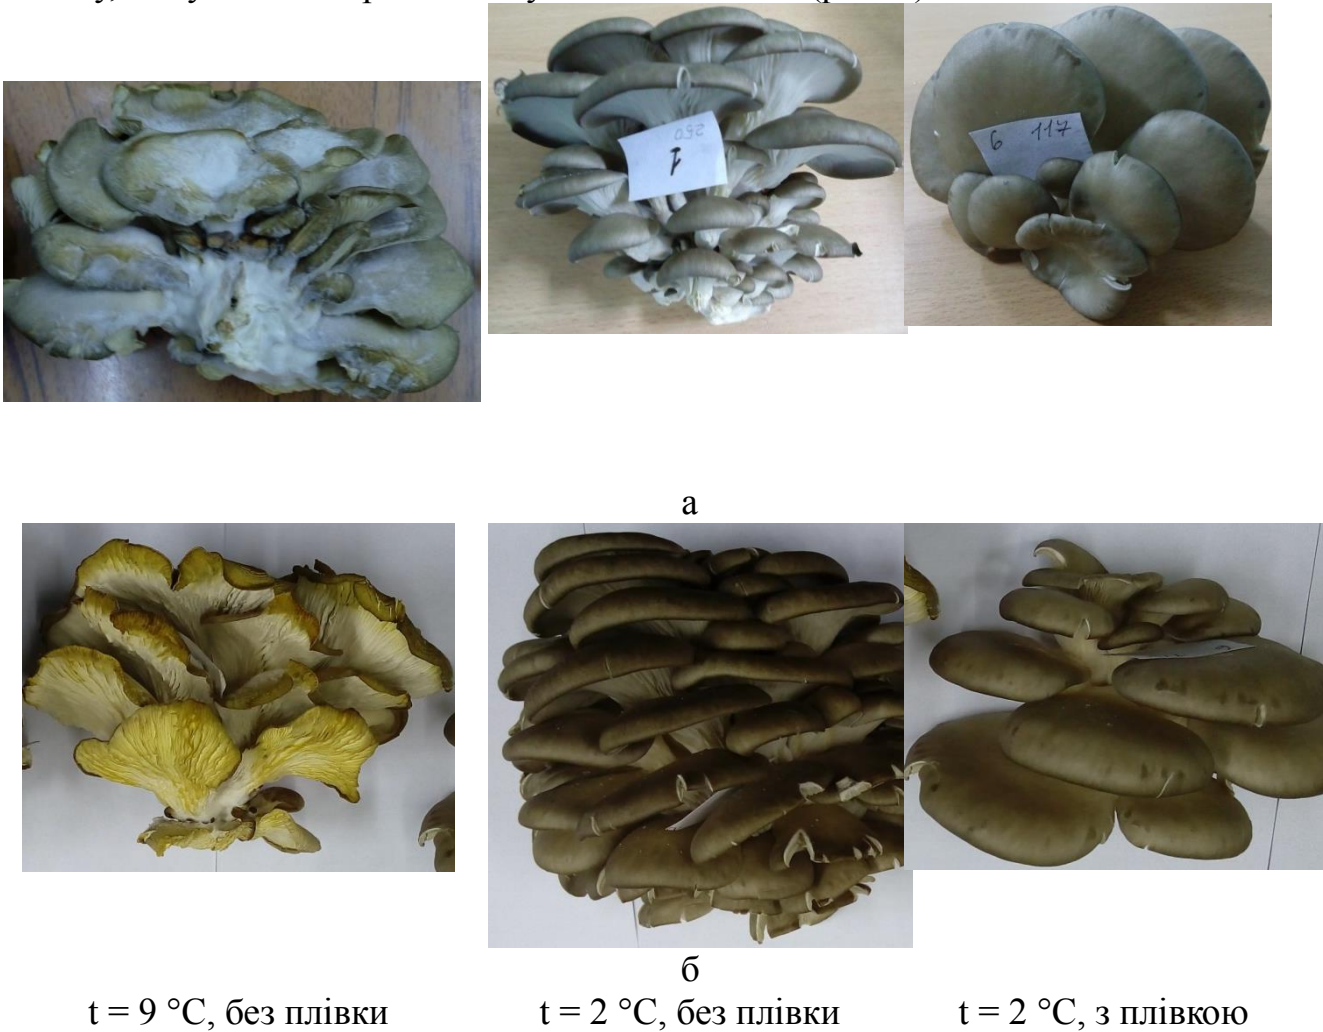 250
1
6 117
а
б
t = 9 °C, без плівки t = 2 °C, без плівки t = 2 °C, з плівкою